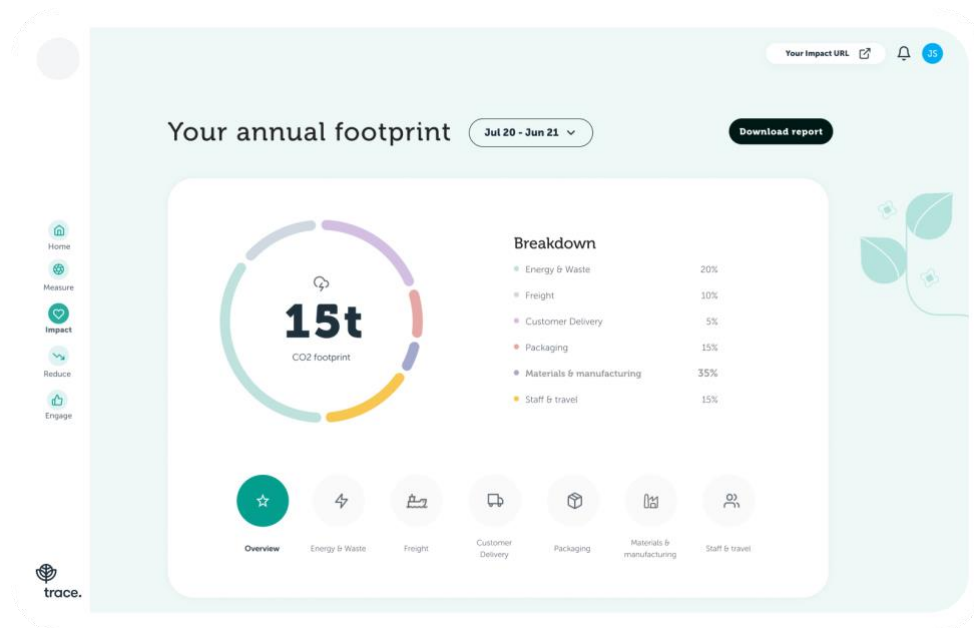 Your Impact URL
JS
Your annual footprint
Jul 20 - Jun 21
Download report
Home
Measure
Impact
Reduce
Engage
15t
CO2 footprint
Breakdown
Energy & Waste 20%
Freight 10%
Customer Delivery 5%
Packaging 15%
Materials & manufacturing 35%
Staff & travel 15%
Overview
Energy & Waste
Freight
Customer
Delivery
Packaging
Materials &
manufacturing
Staff & travel
trace.